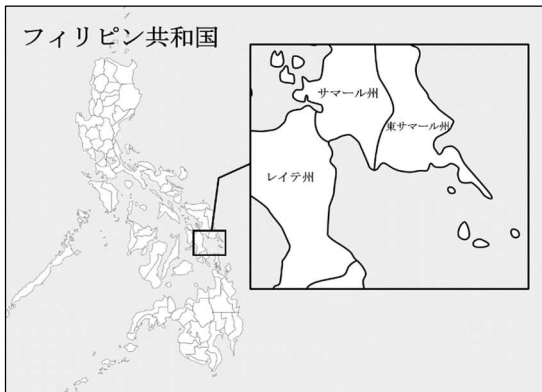 フィリピン共和国
サマール州
東サマール州
レイテ州